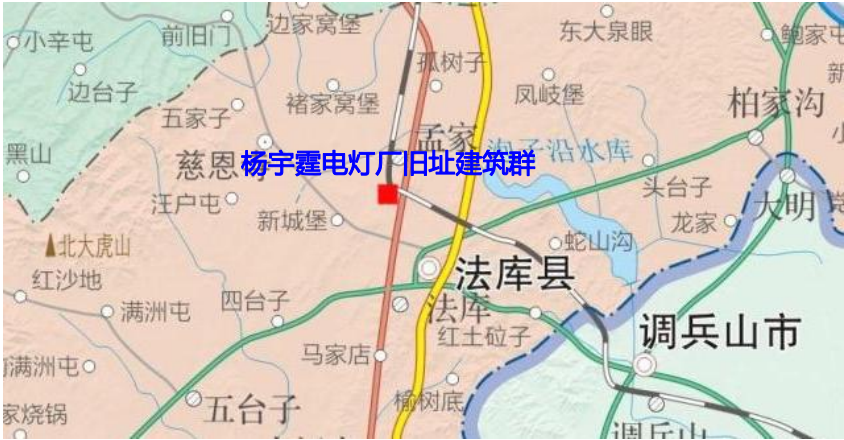 边家窝堡
小辛屯
前旧门
东大泉眼
鲍家屯
孤树子
新
边台子
褚家窝堡
凤岐堡
柏家沟
五家子
孟家
泡子沿水库
黑山
慈恩寺
杨宇霆电灯厂旧址建筑群
头台子
汪户屯
大明
新城堡
龙家
北大虎山
蛇山沟
红沙地
法库县
四台子
满洲屯
法库
红土砬子
调兵山市
马家店
满洲屯
榆树底
五台子
家烧锅
调兵山